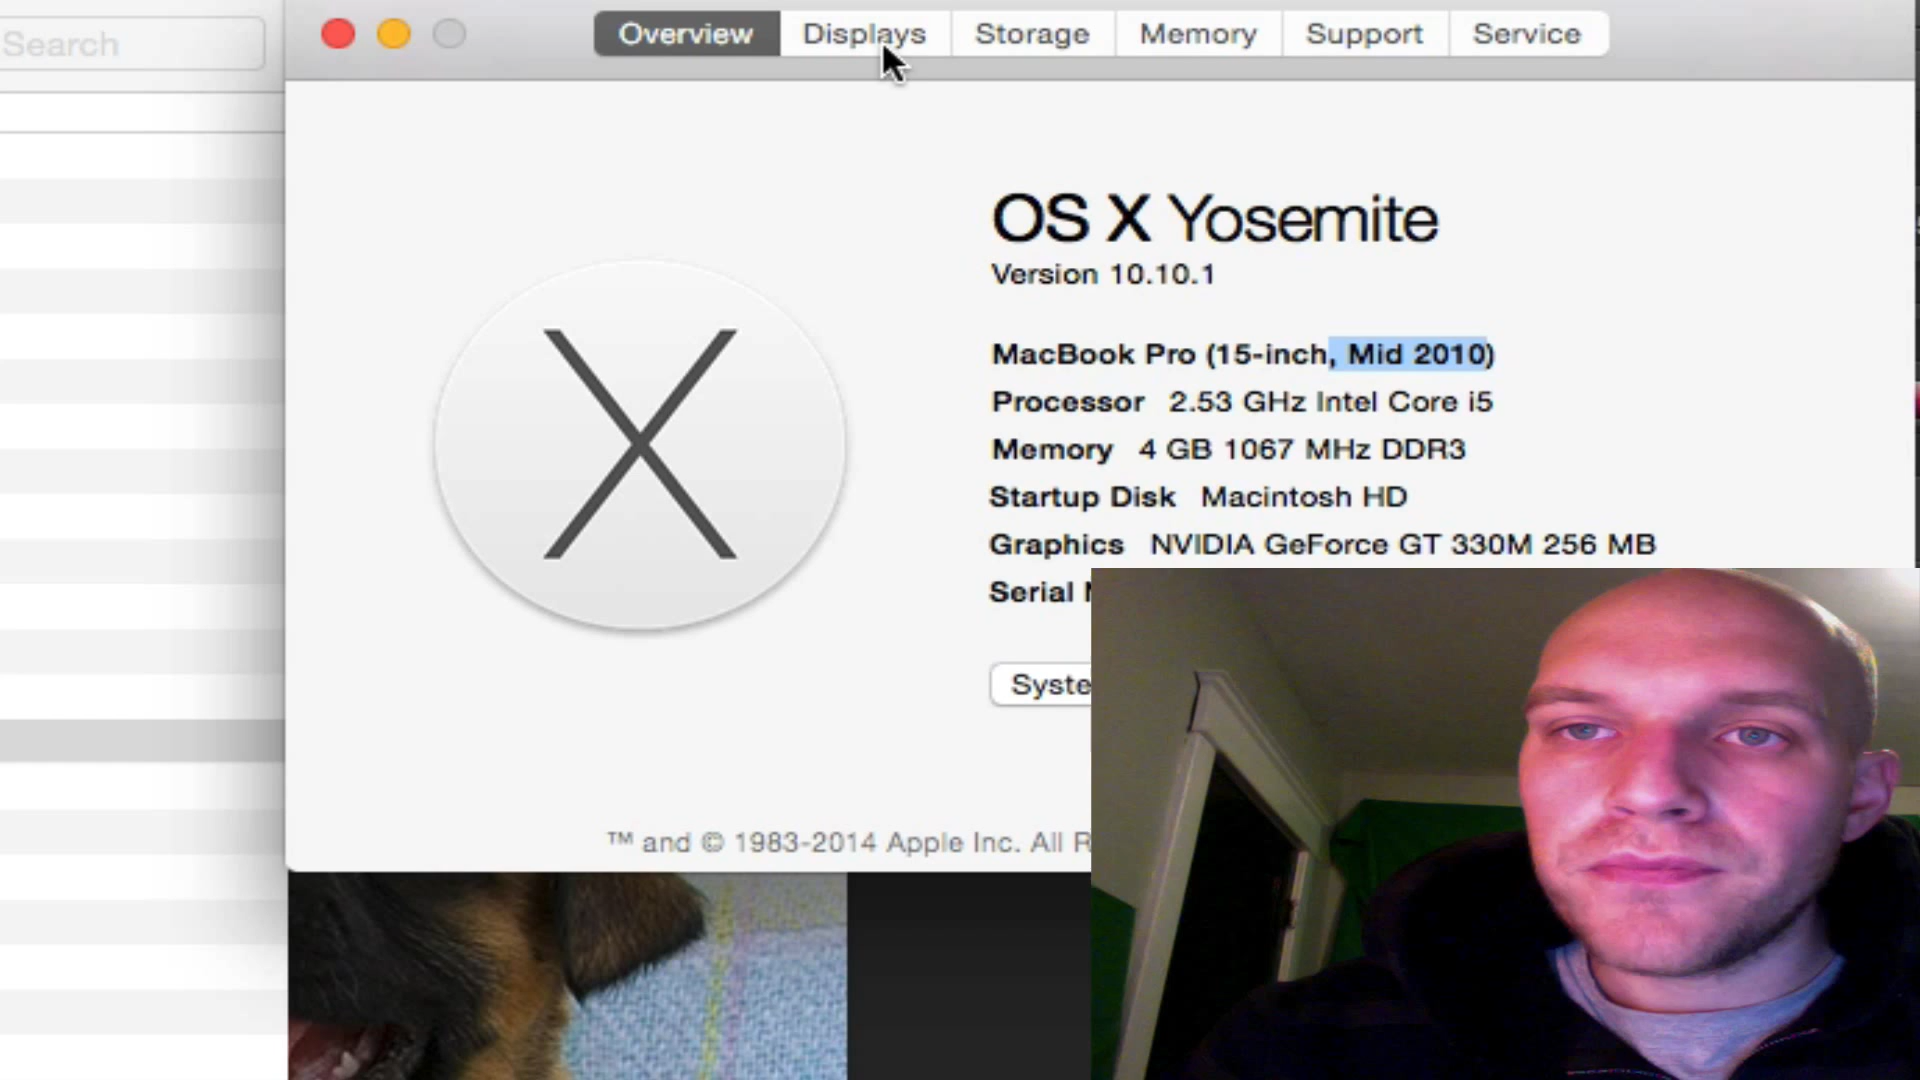 Search
Overview Displays Storage Memory Support Service
OS X Yosemite
Version 10.10.1
MacBook Pro (15-inch, Mid 2010)
Processor 2.53 GHz Intel Core i5
Memory 4 GB 1067 MHz DDR3
Startup Disk Macintosh HD
Graphics NVIDIA GeForce GT 330M 256 MB
Serial
Syste
™ and © 1983-2014 Apple Inc. All R